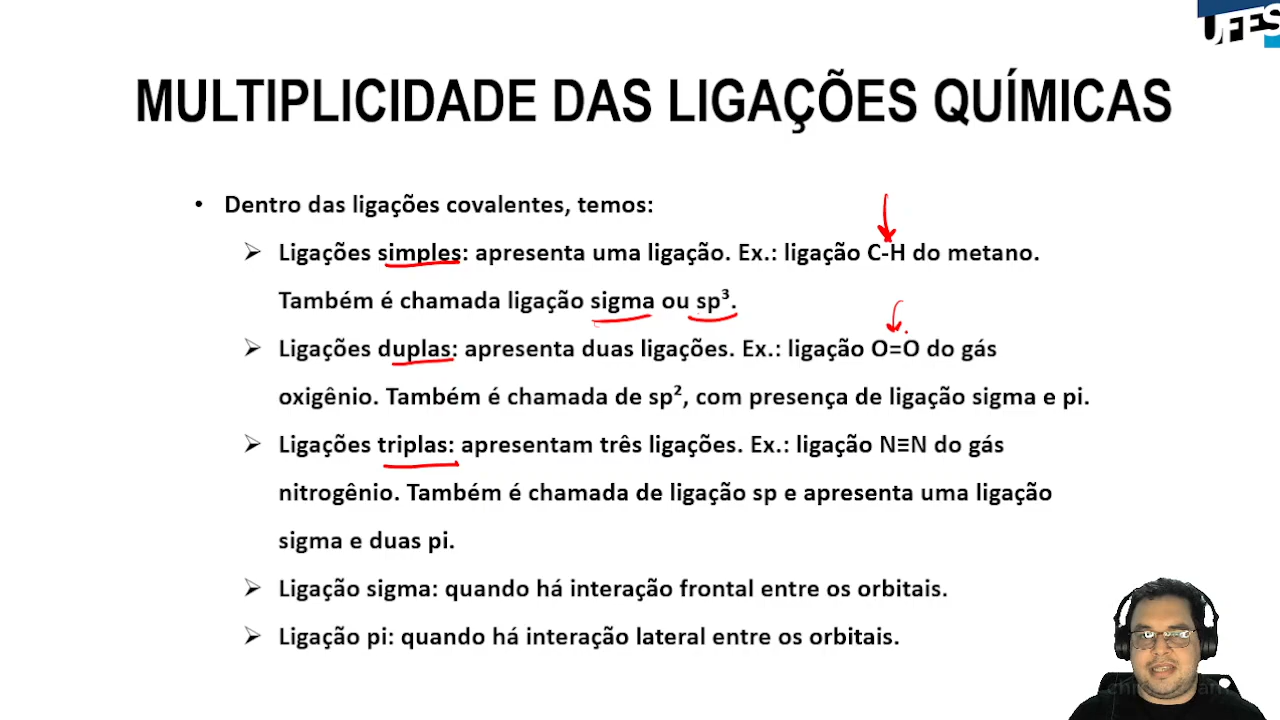 UFES
MULTIPLICIDADE DAS LIGAÇÕES QUÍMICAS
• Dentro das ligações covalentes, temos:
➢ Ligações simples: apresenta uma ligação. Ex.: ligação C-H do metano.
Também é chamada ligação sigma ou sp³.
➢ Ligações duplas: apresenta duas ligações. Ex.: ligação O=O do gás
oxigênio. Também é chamada de sp², com presença de ligação sigma e pi.
➢ Ligações triplas: apresentam três ligações. Ex.: ligação N≡N do gás
nitrogênio. Também é chamada de ligação sp e apresenta uma ligação
sigma e duas pi.
➢ Ligação sigma: quando há interação frontal entre os orbitais.
➢ Ligação pi: quando há interação lateral entre os orbitais.